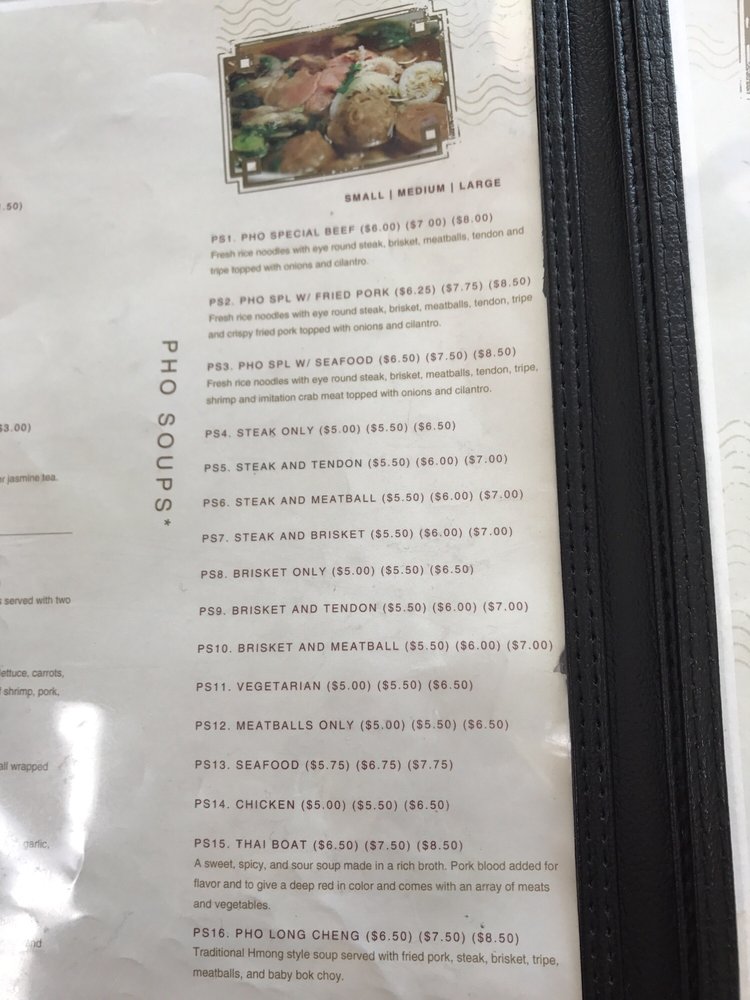 .50)
$3.00)
er jasmine tea.
s served with two
ettuce, carrots,
f shrimp, pork,
all wrapped
garlic,
and
PHO SOUPS*
SMALL | MEDIUM | LARGE
PS1. PHO SPECIAL BEEF ($6.00) ($7 00) ($8.00)
Fresh rice noodles with eye round steak, brisket, meatballs, tendon and
tripe topped with onions and cilantro.
PS2. PHO SPL W/ FRIED PORK ($6.25) ($7.75) ($8.50)
Fresh rice noodles with eye round steak, brisket, meatballs, tendon, tripe
and crispy fried pork topped with onions and cilantro.
PS3. PHO SPL W/ SEAFOOD ($6.50) ($7.50) ($8.50)
Fresh rice noodles with eye round steak, brisket, meatballs, tendon, tripe,
shrimp and imitation crab meat topped with onions and cilantro.
PS4. STEAK ONLY ($5.00) ($5.50) ($6.50)
PS5. STEAK AND TENDON ($5.50) ($6.00) ($7.00)
PS6. STEAK AND MEATBALL ($5.50) ($6.00) ($7.00)
PS7. STEAK AND BRISKET ($5.50) ($6.00) ($7.00)
PS8. BRISKET ONLY ($5.00) ($5.50) ($6.50)
PS9. BRISKET AND TENDON ($5.50) ($6.00) ($7.00)
PS10. BRISKET AND MEATBALL ($5.50) ($6.00) ($7.00)
PS11. VEGETARIAN ($5.00) ($5.50) ($6.50)
PS12. MEATBALLS ONLY ($5.00) ($5.50) ($6.50)
PS13. SEAFOOD ($5.75) ($6.75) ($7.75)
PS14. CHICKEN ($5.00) ($5.50) ($6.50)
PS15. THAI BOAT ($6.50) ($7.50) ($8.50)
A sweet, spicy, and sour soup made in a rich broth. Pork blood added for
flavor and to give a deep red in color and comes with an array of meats
and vegetables.
PS16. PHO LONG CHENG ($6.50) ($7.50) ($8.50)
Traditional Hmong style soup served with fried pork, steak, brisket, tripe,
meatballs, and baby bok choy.